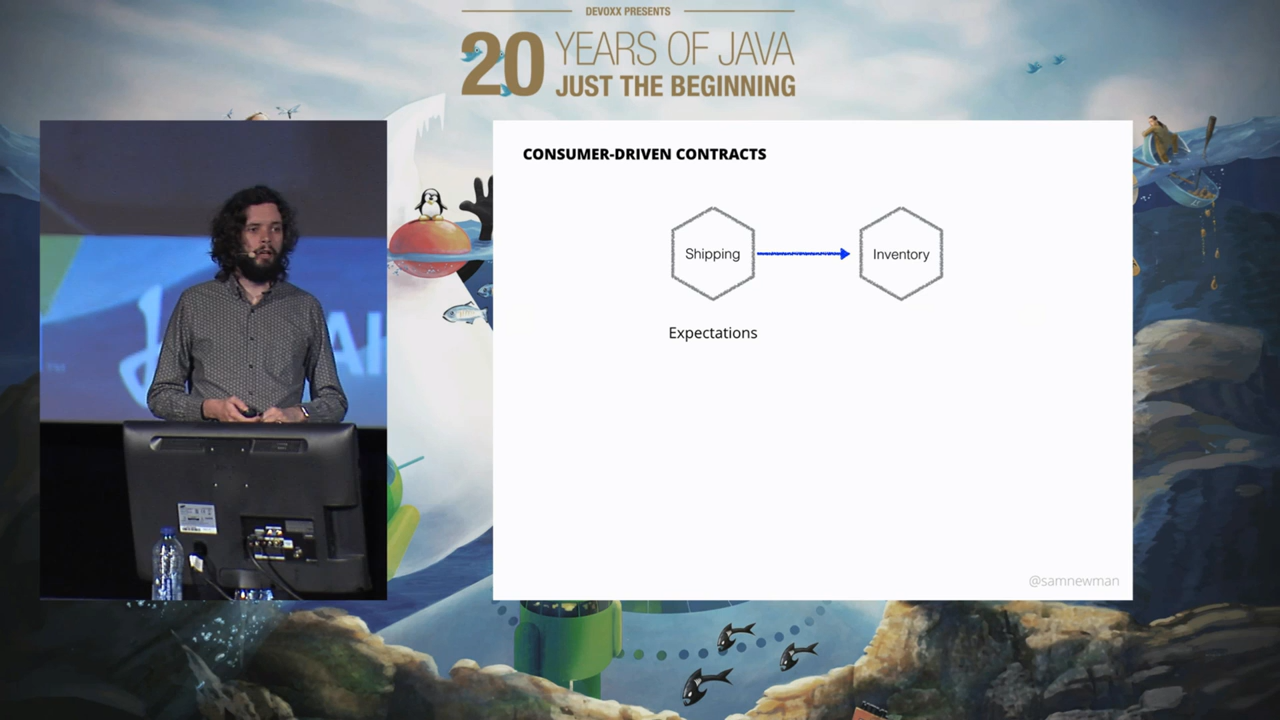 DEVOXX PRESENTS
20 YEARS OF JAVA
JUST THE BEGINNING
CONSUMER-DRIVEN CONTRACTS
Shipping
Inventory
Expectations
@samnewman